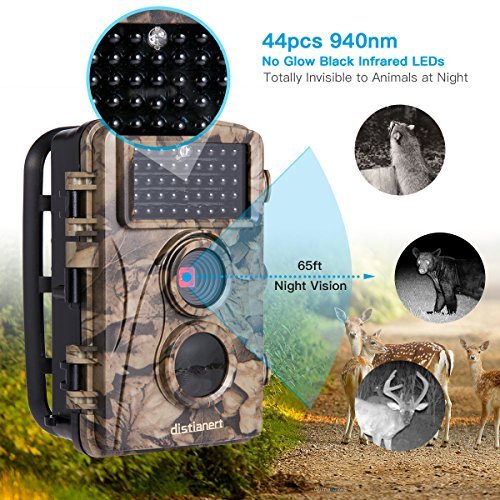 44pcs 940nm
No Glow Black Infrared LEDs
Totally Invisible to Animals at Night
65ft
Night Vision
distianert